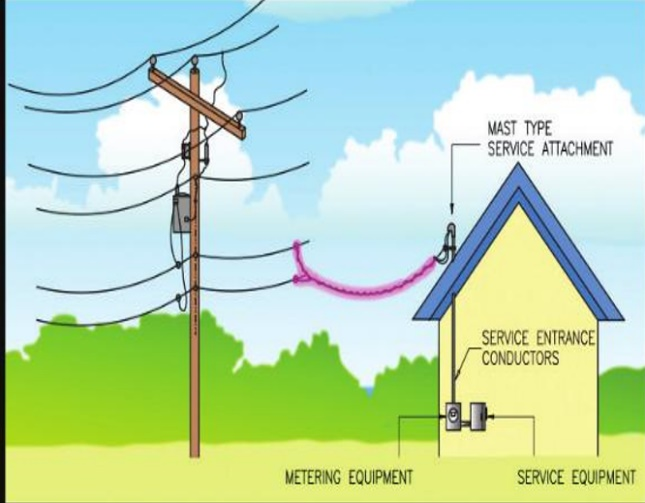 MAST TYPE
SERVICE ATTACHMENT
SERVICE ENTRANCE
CONDUCTORS
METERING EQUIPMENT
SERVICE EQUIPMENT